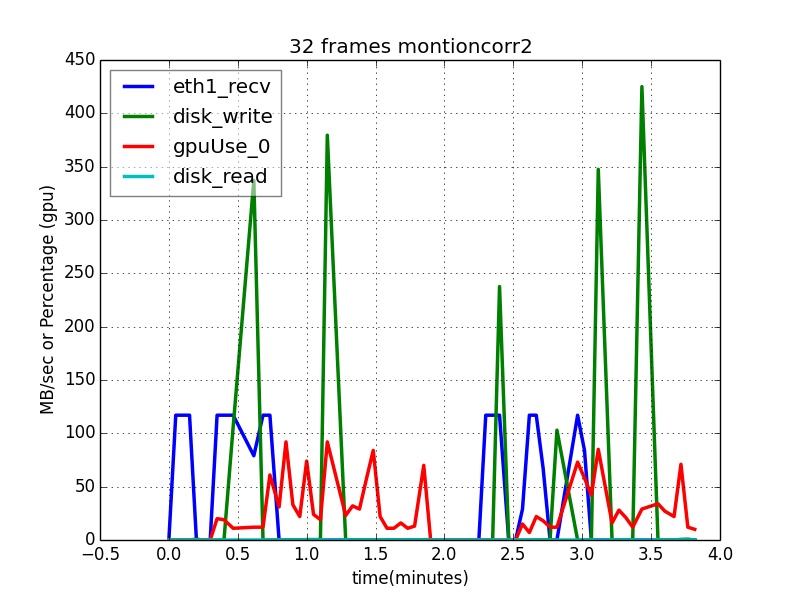 32 frames montioncorr2
450
400
350
300
250
200
150
100
50
0
MB/sec or Percentage (gpu)
eth1_recv
disk_write
gpuUse_0
disk_read
−0.5 0.0 0.5 1.0 1.5 2.0 2.5 3.0 3.5 4.0
time(minutes)